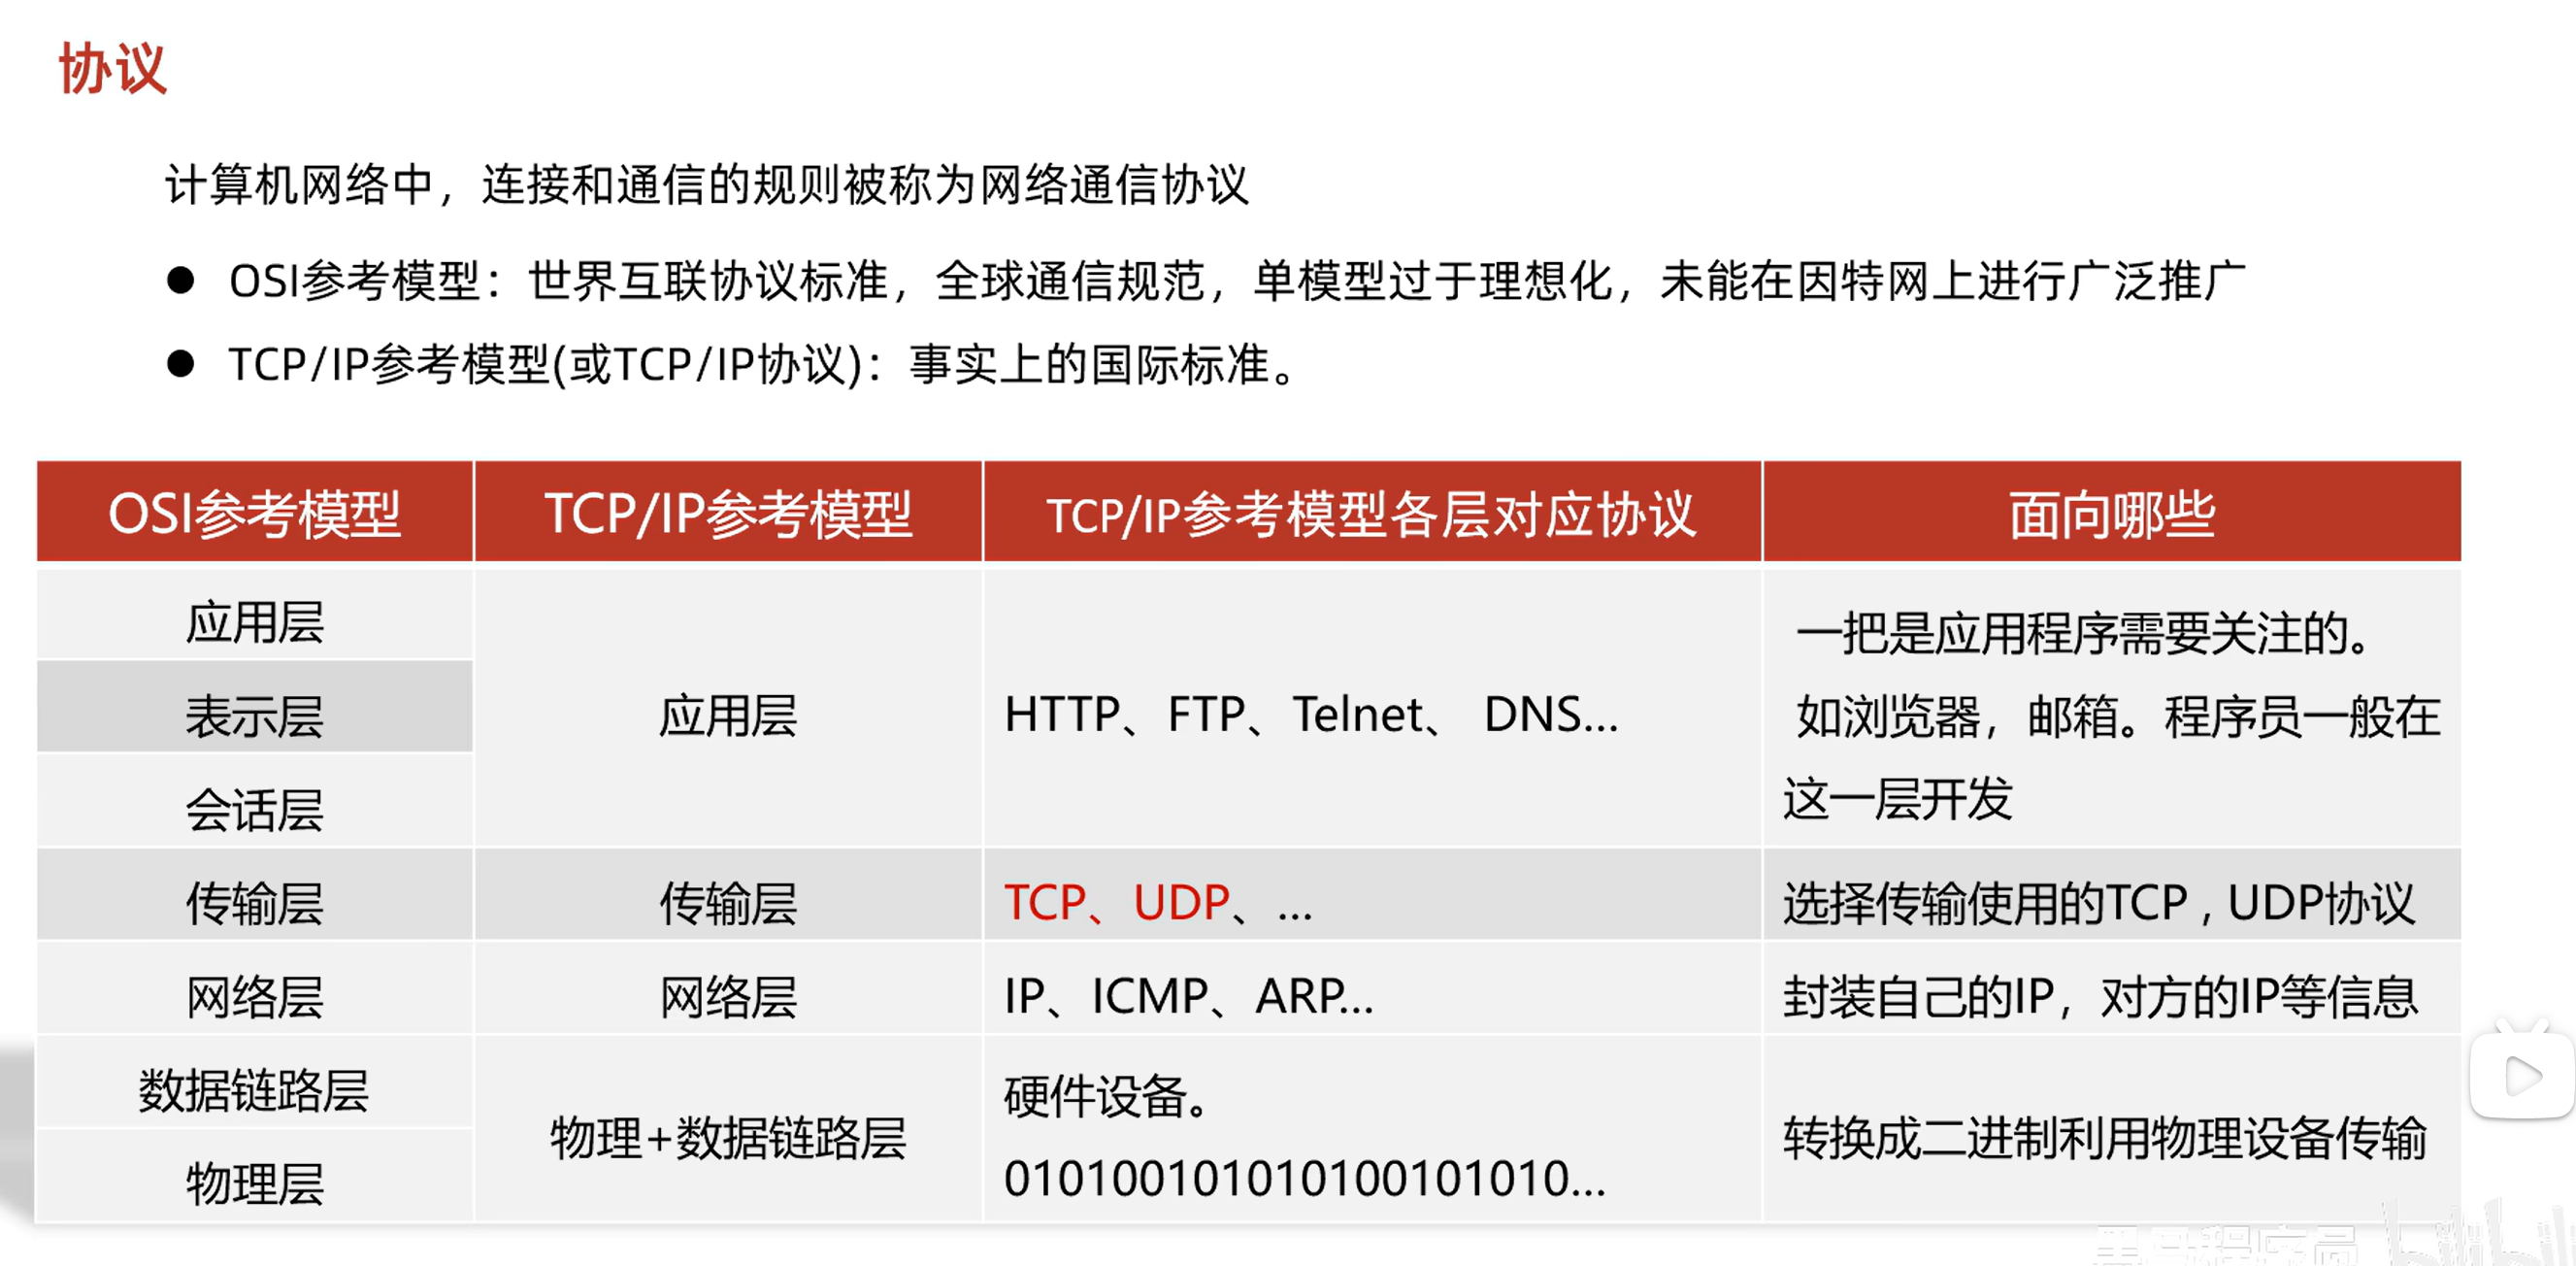 协议
计算机网络中，连接和通信的规则被称为网络通信协议
● OSI参考模型：世界互联协议标准，全球通信规范，单模型过于理想化，未能在因特网上进行广泛推广
● TCP/IP参考模型(或TCP/IP协议)：事实上的国际标准。
OSI参考模型 TCP/IP参考模型 TCP/IP参考模型各层对应协议 面向哪些
应用层
表示层
会话层
应用层
HTTP、FTP、Telnet、 DNS...
一把是应用程序需要关注的。
如浏览器，邮箱。程序员一般在
这一层开发
传输层 传输层 TCP、UDP、... 选择传输使用的TCP , UDP协议
网络层 网络层 IP、ICMP、ARP... 封装自己的IP，对方的IP等信息
数据链路层
物理层
物理+数据链路层
硬件设备。
010100101010100101010...
转换成二进制利用物理设备传输
程序员